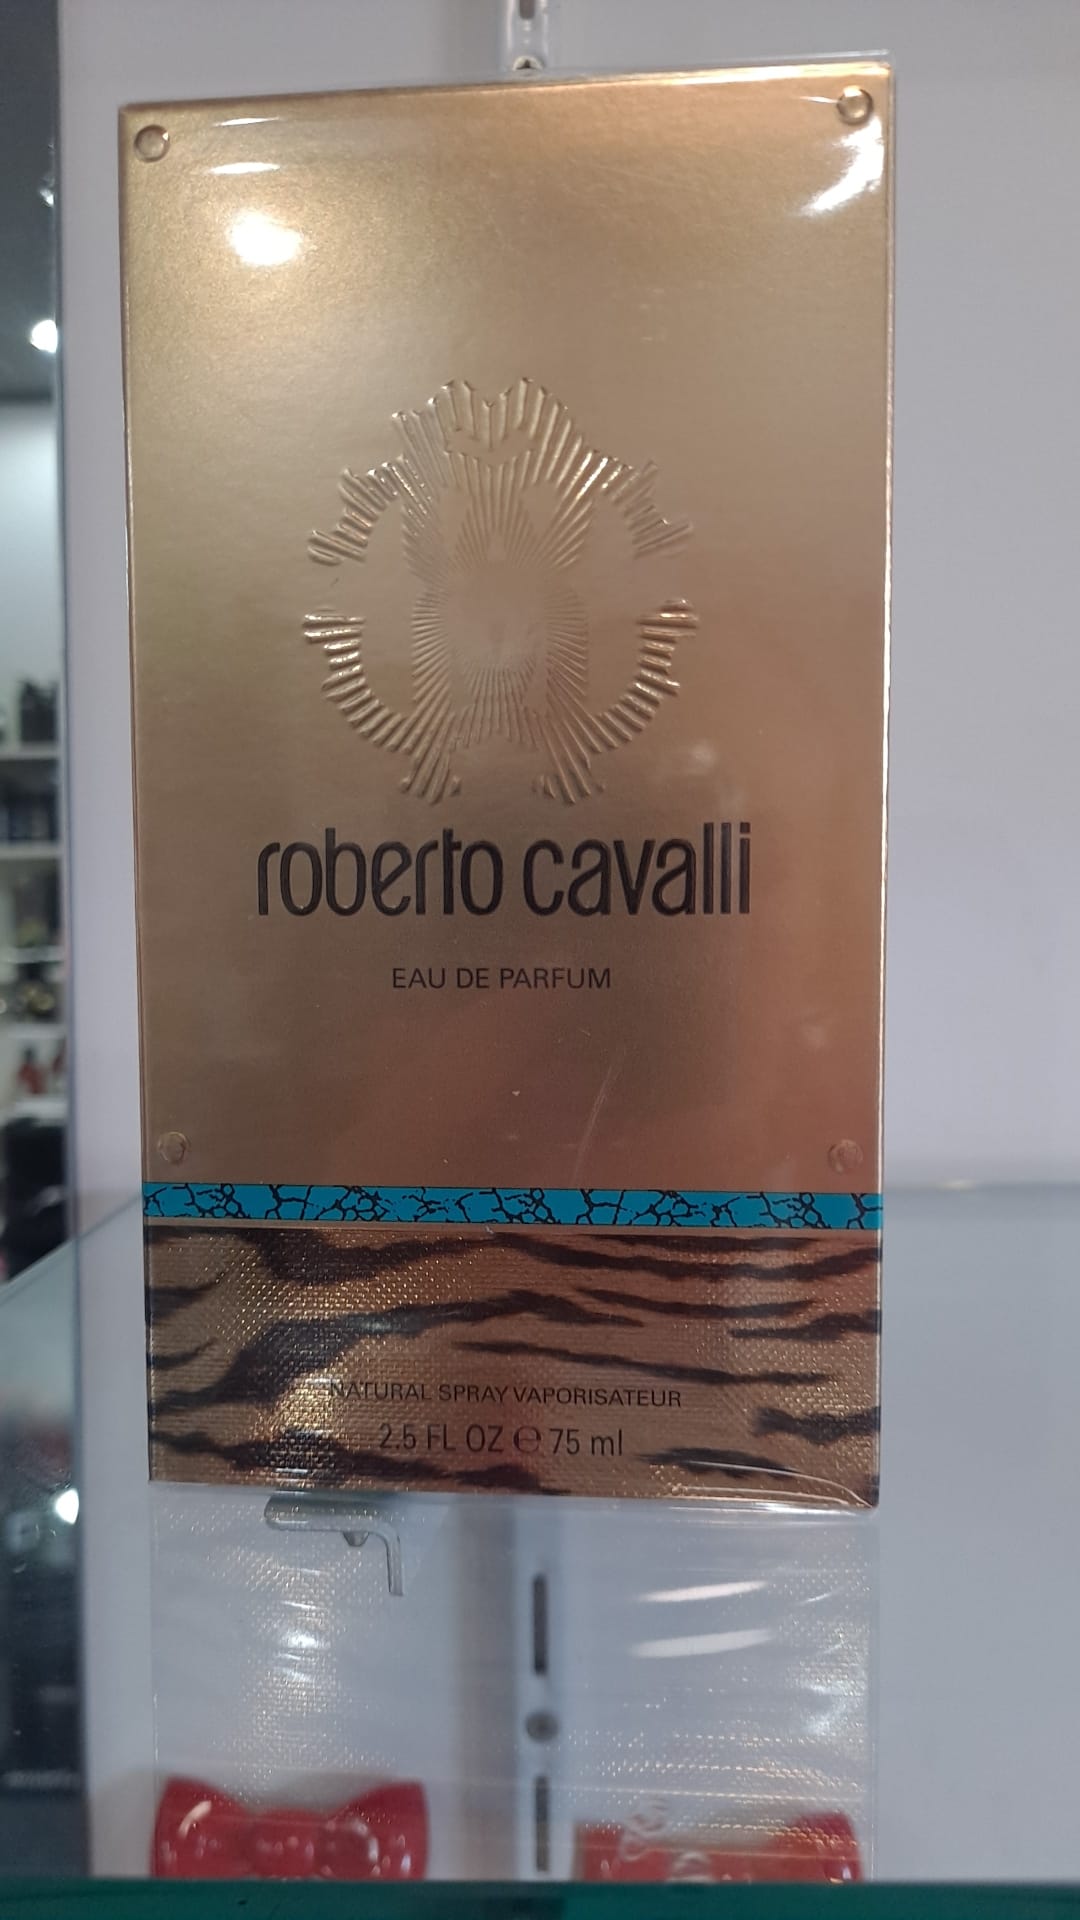 roberto cavalli
EAU DE PARFUM
NATURAL SPRAY VAPORISATEUR
2.5 FL OZ ℮ 75 ml